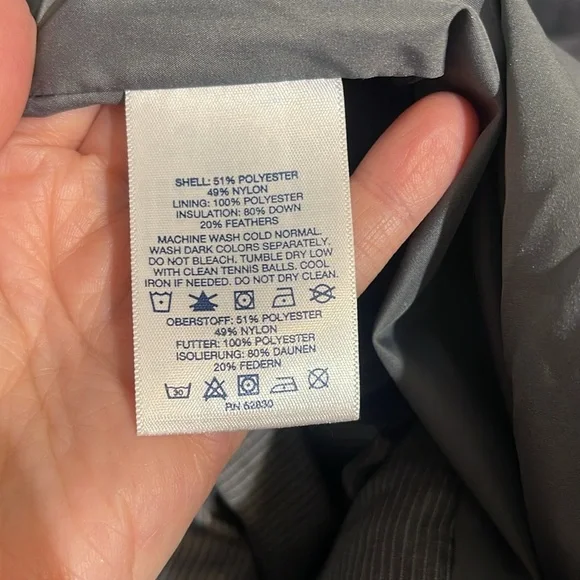 SHELL: 51% POLYESTER
49% NYLON
LINING: 100% POLYESTER
INSULATION: 80% DOWN
20% FEATHERS
MACHINE WASH COLD NORMAL.
WASH DARK COLORS SEPARATELY.
DO NOT BLEACH. TUMBLE DRY LOW
WITH CLEAN TENNIS BALLS. COOL
IRON IF NEEDED. DO NOT DRY CLEAN.
OBERSTOFF: 51% POLYESTER
49% NYLON
FUTTER: 100% POLYESTER
ISOLIERUNG: 80% DAUNEN
20% FEDERN
30
P/N 62830